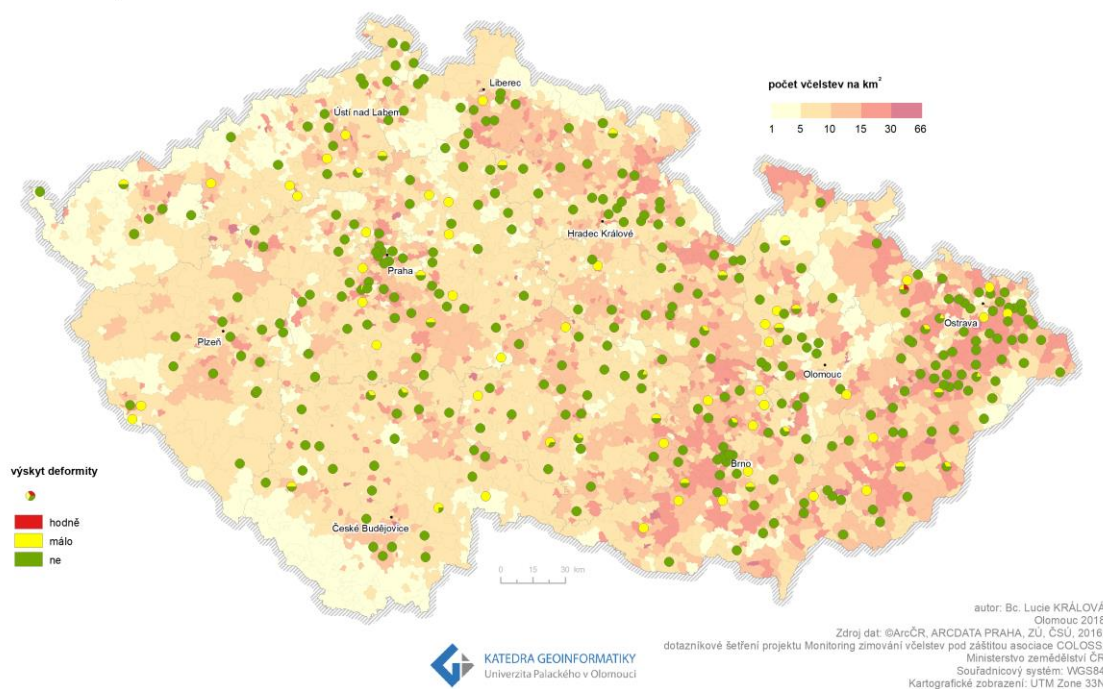 Liberec
počet včelstev na km²
Ústí nad Labem
1 5 10 15 30 66
Hradec Králové
Praha
Ostrava
Plzeň
Olomouc
výskyt deformity
Brno
hodně
České Budějovice
málo
ne
0 15 30 km
autor: Bc. Lucie KRÁLOVÁ
Olomouc 2018
Zdroj dat: ©ArcČR, ARCDATA PRAHA, ZÚ, ČSÚ, 2016
dotazníkové šetření projektu Monitoring zimování včelstev pod záštitou asociace COLOSS
Ministerstvo zemědělství ČR
Souřadnicový systém: WGS84
Kartografické zobrazení: UTM Zone 33N
KATEDRA GEOINFORMATIKY
Univerzita Palackého v Olomouci